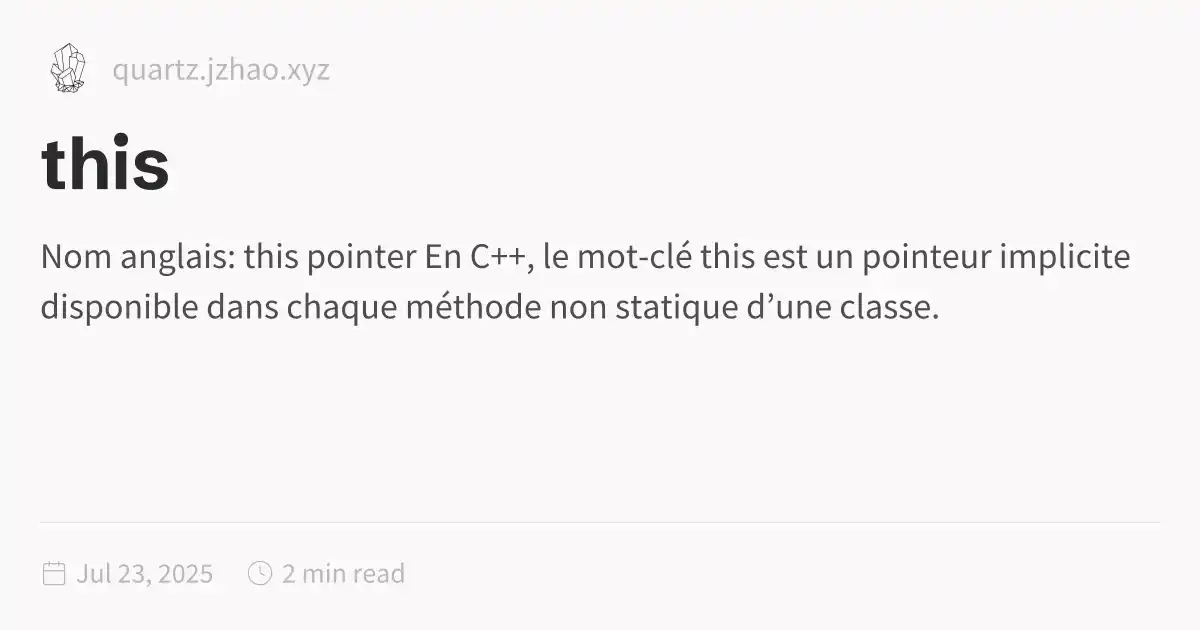 quartz.jzhao.xyz
this
Nom anglais: this pointer En C++, le mot-clé this est un pointeur implicite
disponible dans chaque méthode non statique d’une classe.
Jul 23, 2025 2 min read